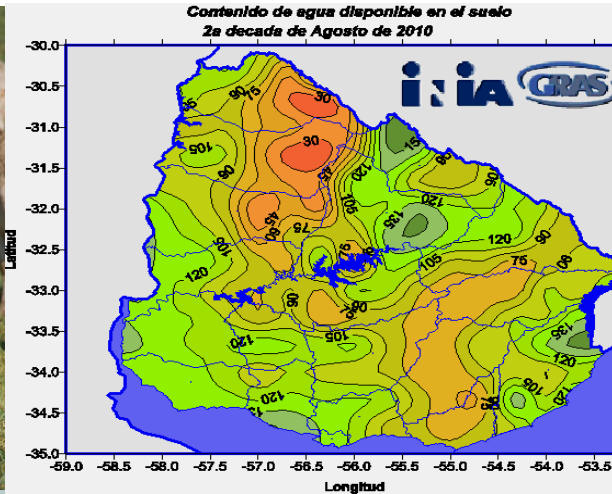 Contenido de agua disponible en el suelo
2a decada de Agosto de 2010
inia GRAS
-30.0
-30.5
-31.0
-31.5
-32.0
-32.5
-33.0
-33.5
-34.0
-34.5
-35.0
Latitud
90 75 30
105 30 15
90 45 120 90
105 120 90
45 60 135
75 120 90
105 105 75
120 90
90
120 105 135
120
105
-59.0 -58.5 -58.0 -57.5 -57.0 -56.5 -56.0 -55.5 -55.0 -54.5 -54.0 -53.5
Longitud